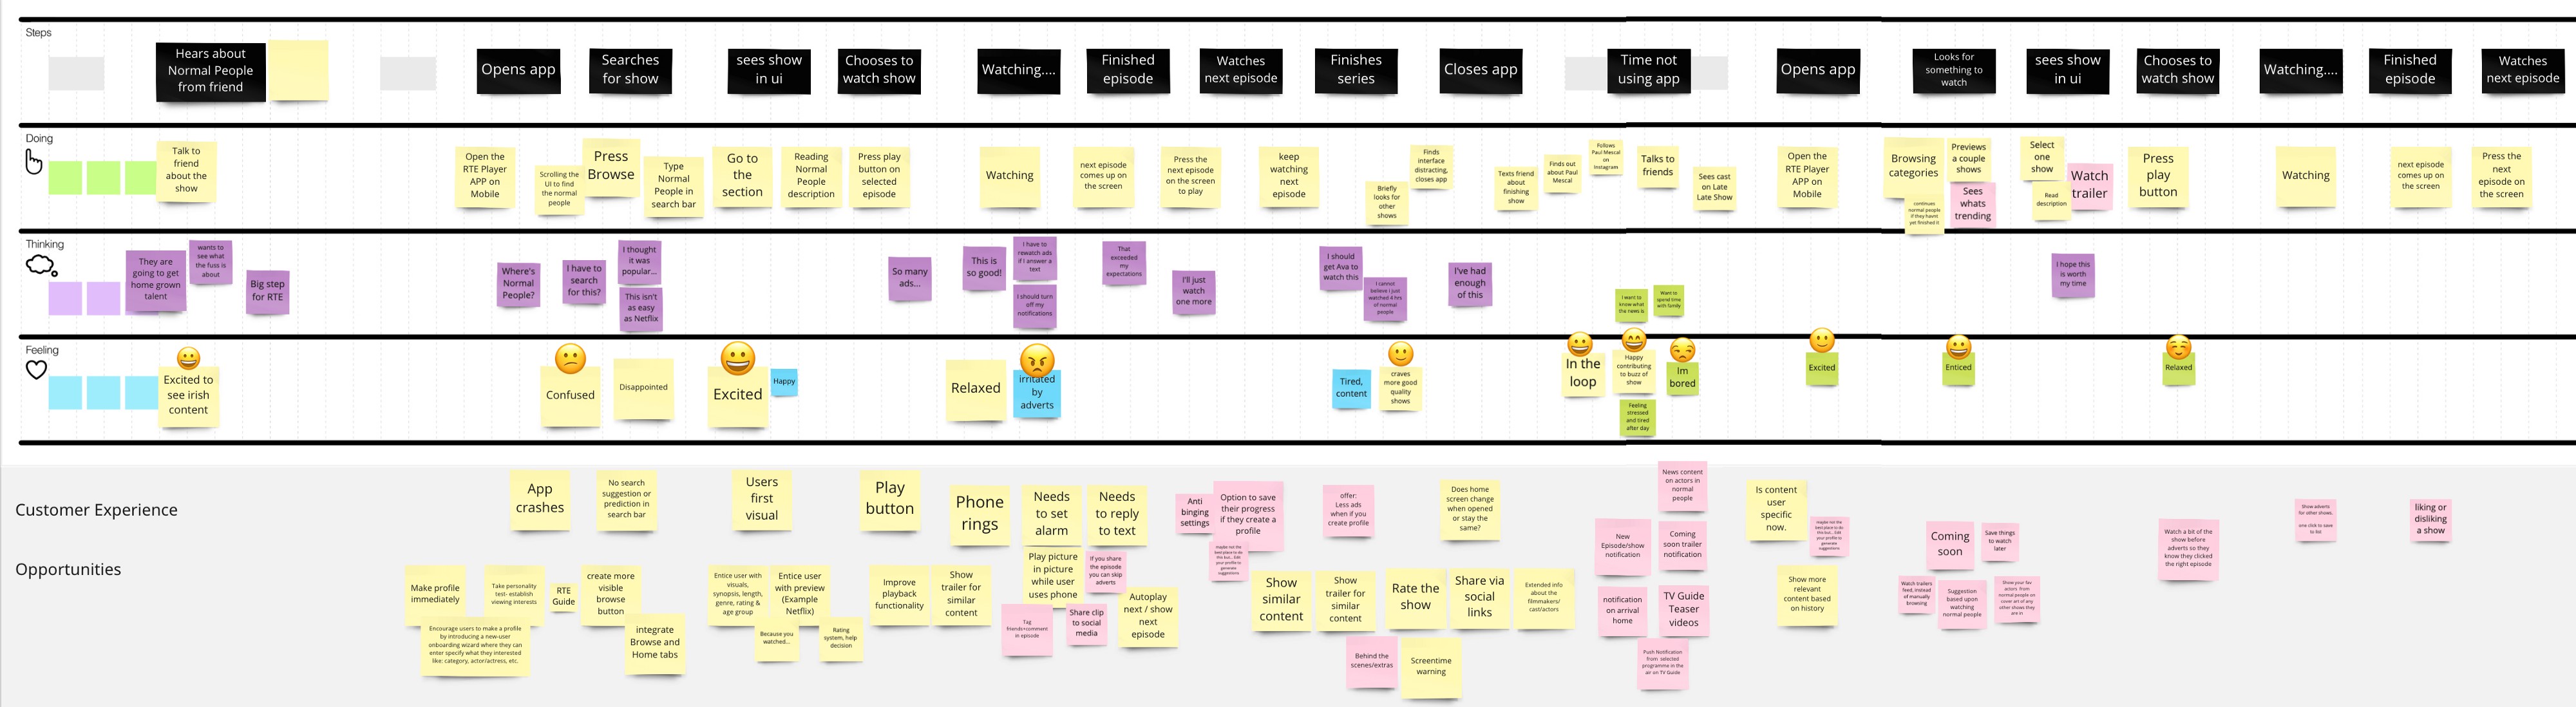 Steps
Hears about
Normal People
from friend
Opens app
Searches
for show
sees show
in ui
Chooses to
watch show
Watching....
Finished
episode
Watches
next episode
Finishes
series
Closes app
Time not
using app
Opens app
Looks for
something to
watch
sees show
in ui
Chooses to
watch show
Watching....
Finished
episode
Watches
next episode
Doing
Talk to
friend
about the
show
Open the
RTE Player
APP on
Mobile
Scrolling the
UI to find
the normal
people
Press
Browse
Type
Normal
People in
search bar
Go to
the
section
Reading
Normal
People
description
Press play
button on
selected
episode
Watching
next episode
comes up on
the screen
Press the
next episode
on the screen
to play
keep
watching
next
episode
Briefly
looks for
other
shows
Finds
interface
distracting,
closes app
Texts friend
about
finishing
show
Finds out
about Paul
Mescal
Follows
Paul Mescal
on
Instagram
Talks to
friends
Sees cast
on Late
Late Show
Open the
RTE Player
APP on
Mobile
Browsing
categories
continues
normal people
if they havnt
yet finished it
Previews
a couple
shows
Sees
whats
trending
Select
one
show
Read
description
Watch
trailer
Press
play
button
Watching
next episode
comes up on
the screen
Press the
next
episode on
the screen
Thinking
They are
going to get
home grown
talent
wants to
see what
the fuss is
about
Big step
for RTE
Where's
Normal
People?
I have to
search
for this?
I thought
it was
popular...
This isn't
as easy
as Netflix
So many
ads...
This is
so good!
I have to
rewatch ads
if I answer a
text
I should turn
off my
notifications
That
exceeded
my
expectations
I'll just
watch
one more
I should
get Ava to
watch this
I cannot
believe I just
watched 4 hrs
of normal
people
I've had
enough
of this
I want to
know what
the news is
Want to
spend time
with family
I hope this
is worth
my time
Feeling
Excited to
see irish
content
Confused
Disappointed
Excited
Happy
Relaxed
irritated
by
adverts
Tired,
content
craves
more good
quality
shows
In the
loop
Happy
contributing
to buzz of
show
Feeling
stressed
and tired
after day
Im
bored
Excited
Enticed
Relaxed
Customer Experience
App
crashes
No search
suggestion or
prediction in
search bar
Users
first
visual
Play
button
Phone
rings
Needs
to set
alarm
Needs
to reply
to text
Anti
binging
settings
Option to save
their progress
if they create a
profile
maybe not the
best place to do
this but... Edit
your profile to
generate
suggestions
offer:
Less ads
when you
create profile
Does home
screen change
when opened
or stay the
same?
News content
on actors in
normal
people
New
Episode/show
notification
Coming
soon trailer
notification
Is content
user
specific
now.
maybe not the
best place to do
this but... Edit
your profile to
generate
suggestions
Coming
soon
Save things
to watch
later
Watch a bit of the
show before
adverts so they
know they clicked
the right episode
Show adverts
for other shows.
one click to save
to list
liking or
disliking
a show
Opportunities
Make profile
immediately
Encourage users to make a profile
by introducing a new-user
onboarding wizard where they can
enter specify what they interested
like: category, actor/actress, etc.
Take personality
test- establish
viewing interests
RTE
Guide
create more
visible
browse
button
integrate
Browse and
Home tabs
Entice user with
visuals,
synopsis, length,
genre, rating &
age group
Entice user
with preview
(Example
Netflix)
Because you
watched...
Rating
system, help
decision
Improve
playback
functionality
Show
trailer for
similar
content
Play picture
in picture
while user
uses phone
If you share
the episode
you can skip
adverts
Tag
friends+comment
in episode
Share clip
to social
media
Autoplay
next / show
next
episode
Show
similar
content
Show
trailer for
similar
content
Rate the
show
Share via
social
links
Extended info
about the
filmmakers/
cast/actors
Behind the
scenes/extras
Screentime
warning
notification
on arrival
home
TV Guide
Teaser
videos
Push Notification
from selected
programme in the
air on TV Guide
Show more
relevant
content based
on history
Watch trailers
feed, instead
of manually
browsing
Suggestion
based upon
watching
normal people
Show your fav
actors from
normal people on
cover art of any
other shows they
are in